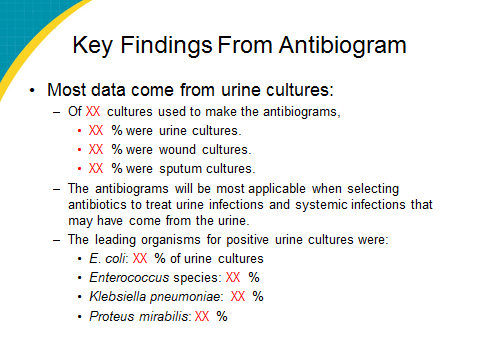 Key Findings From Antibiogram
• Most data come from urine cultures:
– Of XX cultures used to make the antibiograms,
• XX % were urine cultures.
• XX % were wound cultures.
• XX % were sputum cultures.
– The antibiograms will be most applicable when selecting
antibiotics to treat urine infections and systemic infections that
may have come from the urine.
– The leading organisms for positive urine cultures were:
• E. coli: XX % of urine cultures
• Enterococcus species: XX %
• Klebsiella pneumoniae: XX %
• Proteus mirabilis: XX %